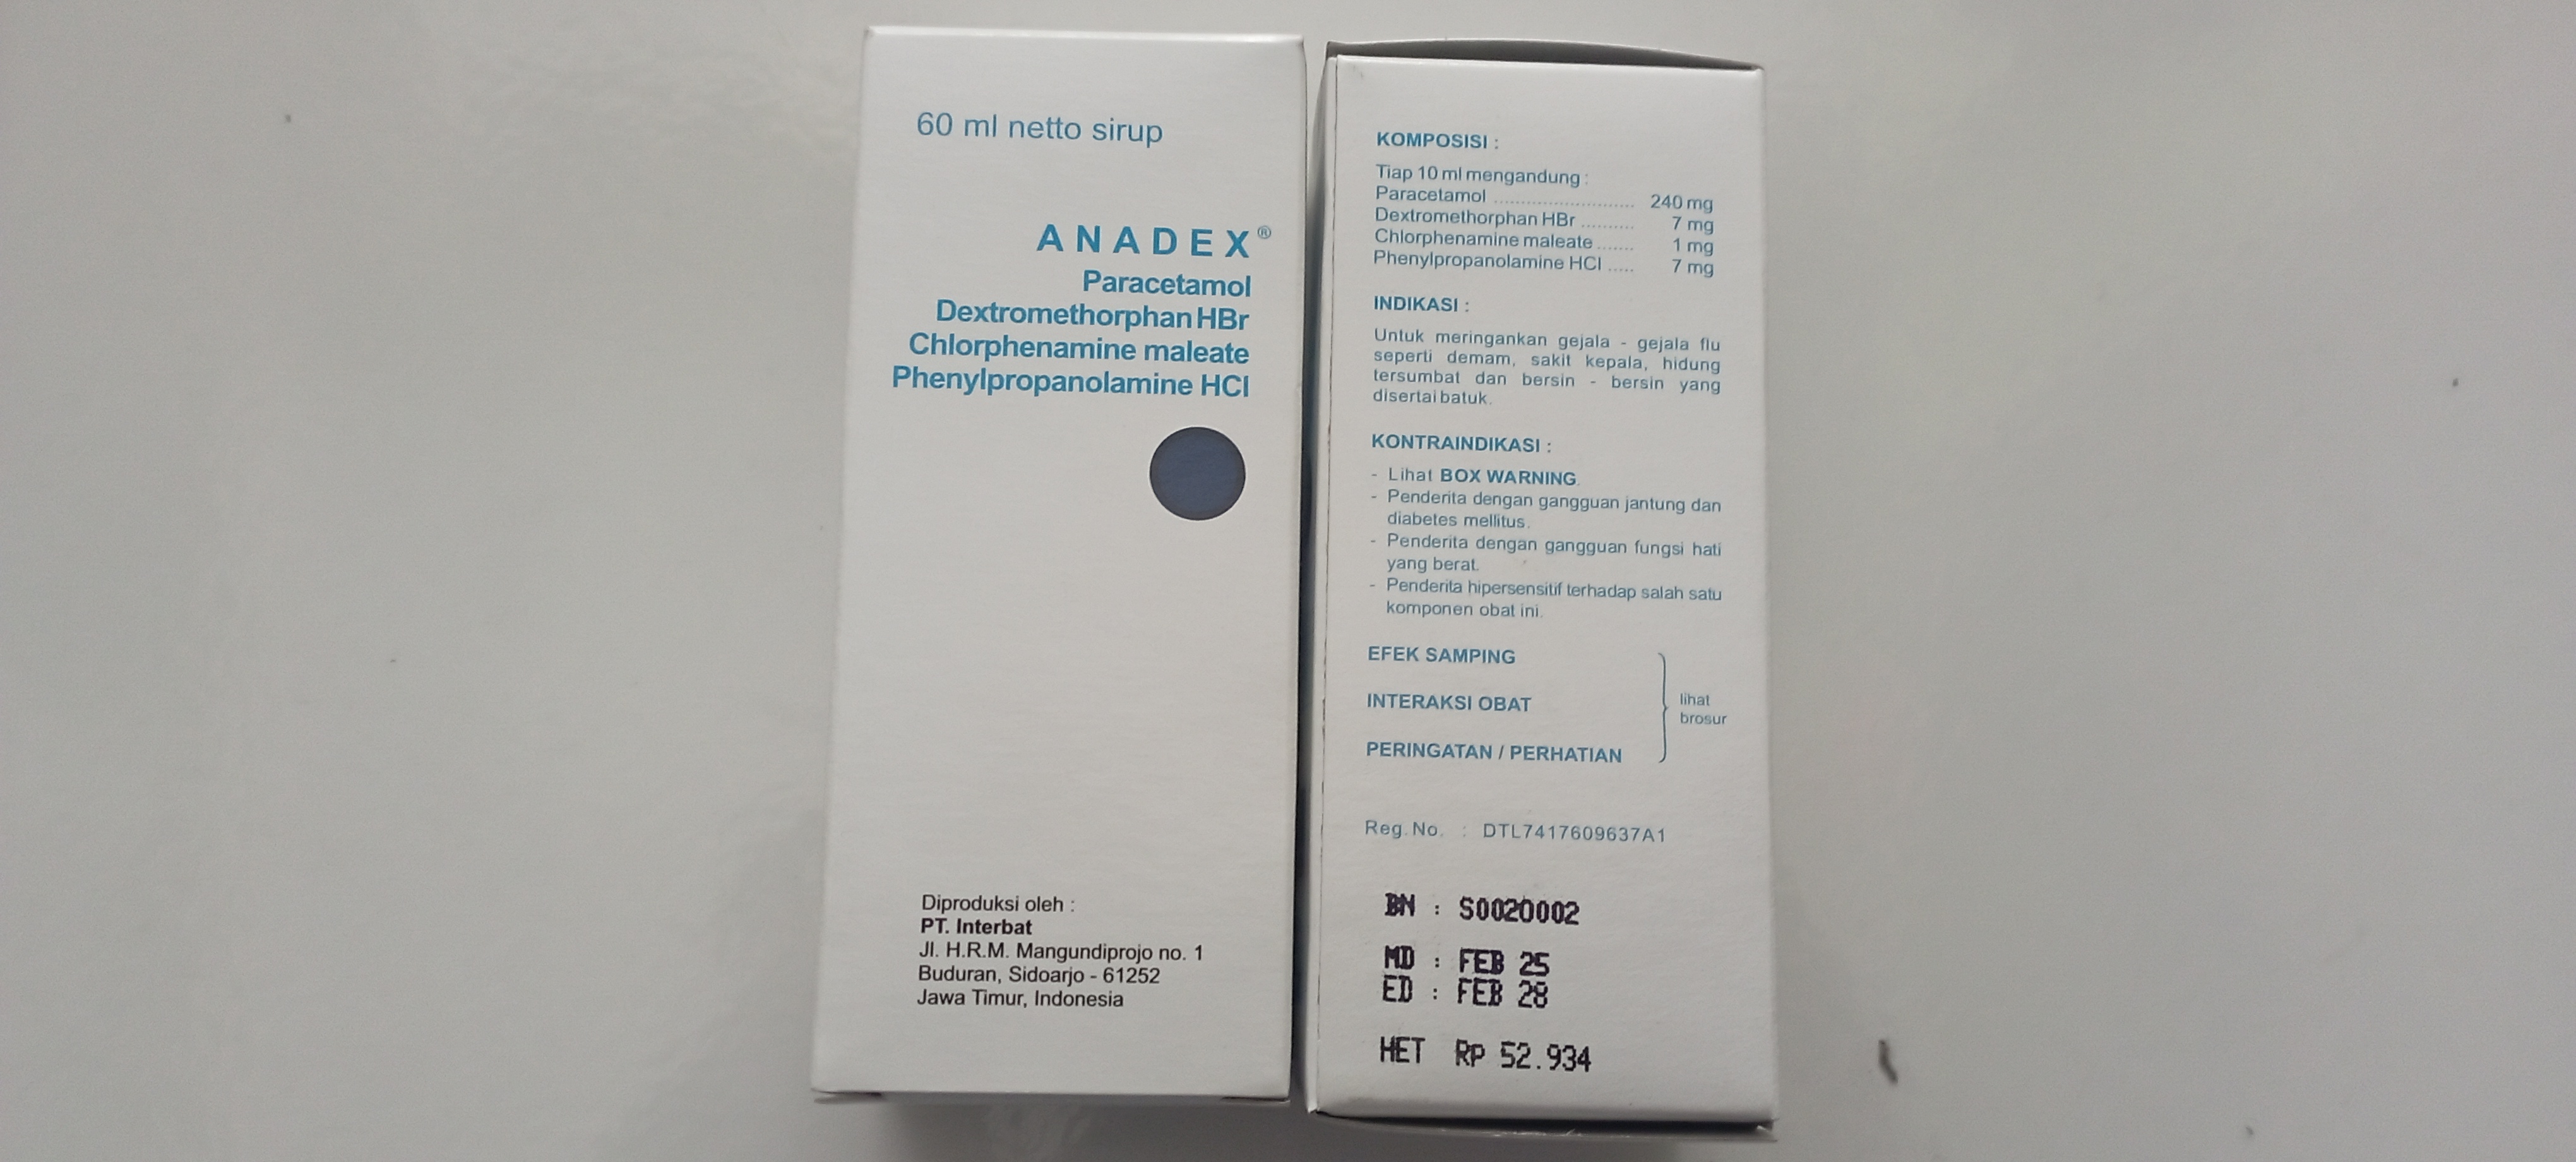 60 ml netto sirup
ANADEX®
Paracetamol
Dextromethorphan HBr
Chlorphenamine maleate
Phenylpropanolamine HCl
Diproduksi oleh :
PT. Interbat
Jl. H.R.M. Mangundiprojo no. 1
Buduran, Sidoarjo - 61252
Jawa Timur, Indonesia
KOMPOSISI :
Tiap 10 ml mengandung :
Paracetamol .......................... 240 mg
Dextromethorphan HBr .......... 7 mg
Chlorphenamine maleate ....... 1 mg
Phenylpropanolamine HCl ..... 7 mg
INDIKASI :
Untuk meringankan gejala - gejala flu
seperti demam, sakit kepala, hidung
tersumbat dan bersin - bersin yang
disertai batuk.
KONTRAINDIKASI :
- Lihat BOX WARNING.
- Penderita dengan gangguan jantung dan
diabetes mellitus.
- Penderita dengan gangguan fungsi hati
yang berat.
- Penderita hipersensitif terhadap salah satu
komponen obat ini.
EFEK SAMPING
INTERAKSI OBAT
PERINGATAN / PERHATIAN
lihat
brosur
Reg. No. : DTL7417609637A1
BN : S0020002
MD : FEB 25
ED : FEB 28
HET RP 52.934